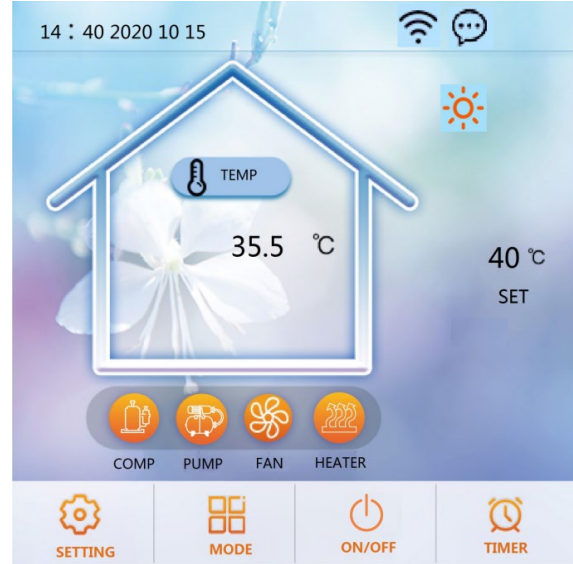 14：40 2020 10 15
TEMP
35.5 ℃
40 ℃
SET
COMP PUMP FAN HEATER
SETTING MODE ON/OFF TIMER